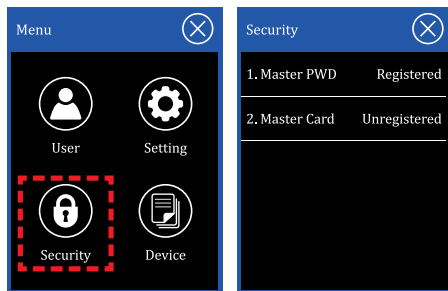 Menu
User Setting
Security Device
Security
1. Master PWD Registered
2. Master Card Unregistered